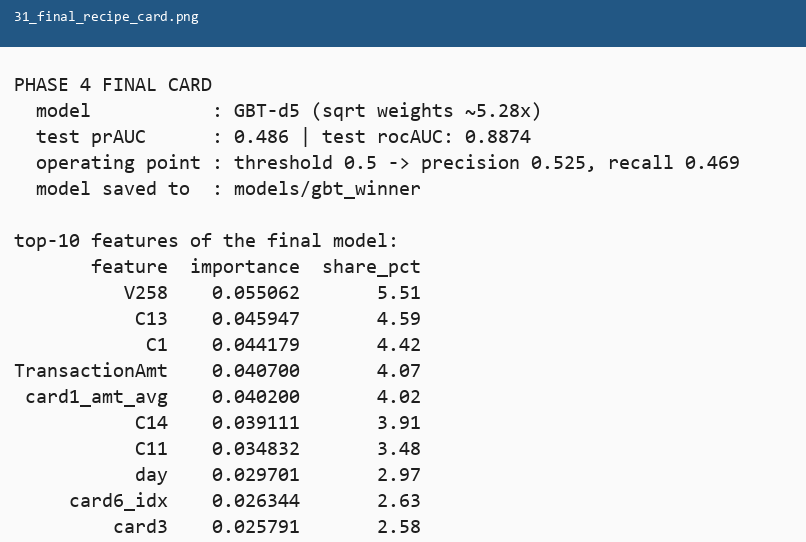 31_final_recipe_card.png
PHASE 4 FINAL CARD
model : GBT-d5 (sqrt weights ~5.28x)
test prAUC : 0.486 | test rocAUC: 0.8874
operating point : threshold 0.5 -> precision 0.525, recall 0.469
model saved to : models/gbt_winner
top-10 features of the final model:
feature importance share_pct
V258 0.055062 5.51
C13 0.045947 4.59
C1 0.044179 4.42
TransactionAmt 0.040700 4.07
card1_amt_avg 0.040200 4.02
C14 0.039111 3.91
C11 0.034832 3.48
day 0.029701 2.97
card6_idx 0.026344 2.63
card3 0.025791 2.58